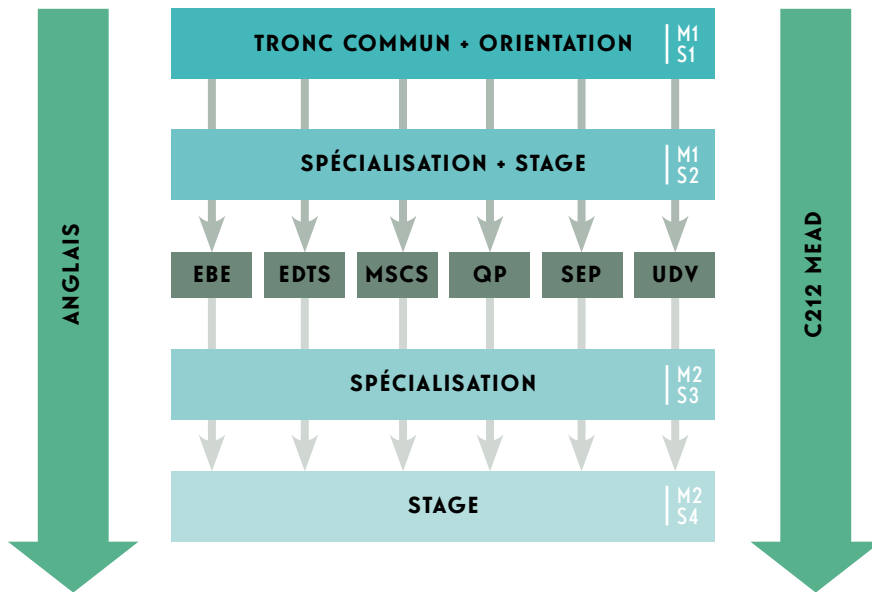 TRONC COMMUN + ORIENTATION
M1
S1
SPÉCIALISATION + STAGE
M1
S2
ANGLAIS
C212 MEAD
EBE
EDTS
MSCS
QP
SEP
UDV
SPÉCIALISATION
M2
S3
STAGE
M2
S4